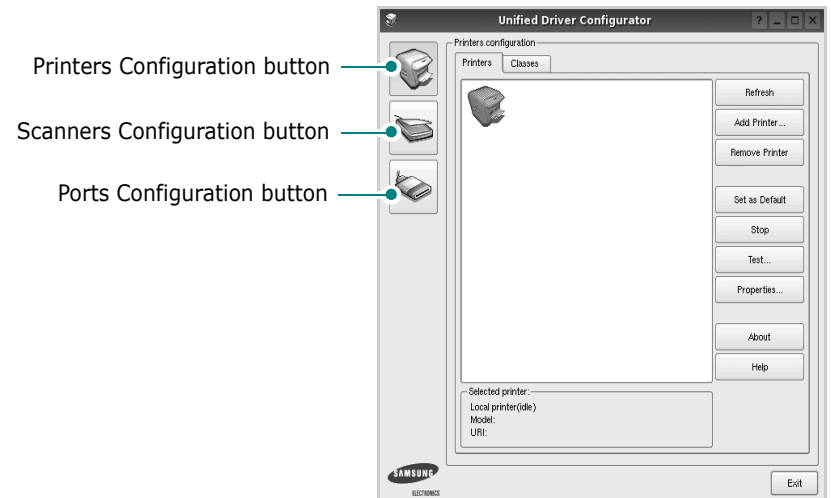 Unified Driver Configurator
Printers Configuration button
Scanners Configuration button
Ports Configuration button
Printers configuration
Printers
Classes
Refresh
Add Printer...
Remove Printer
Set as Default
Stop
Test...
Properties...
About
Help
Selected printer:
Local printer(idle)
Model:
URI:
SAMSUNG
ELECTRONICS
Exit